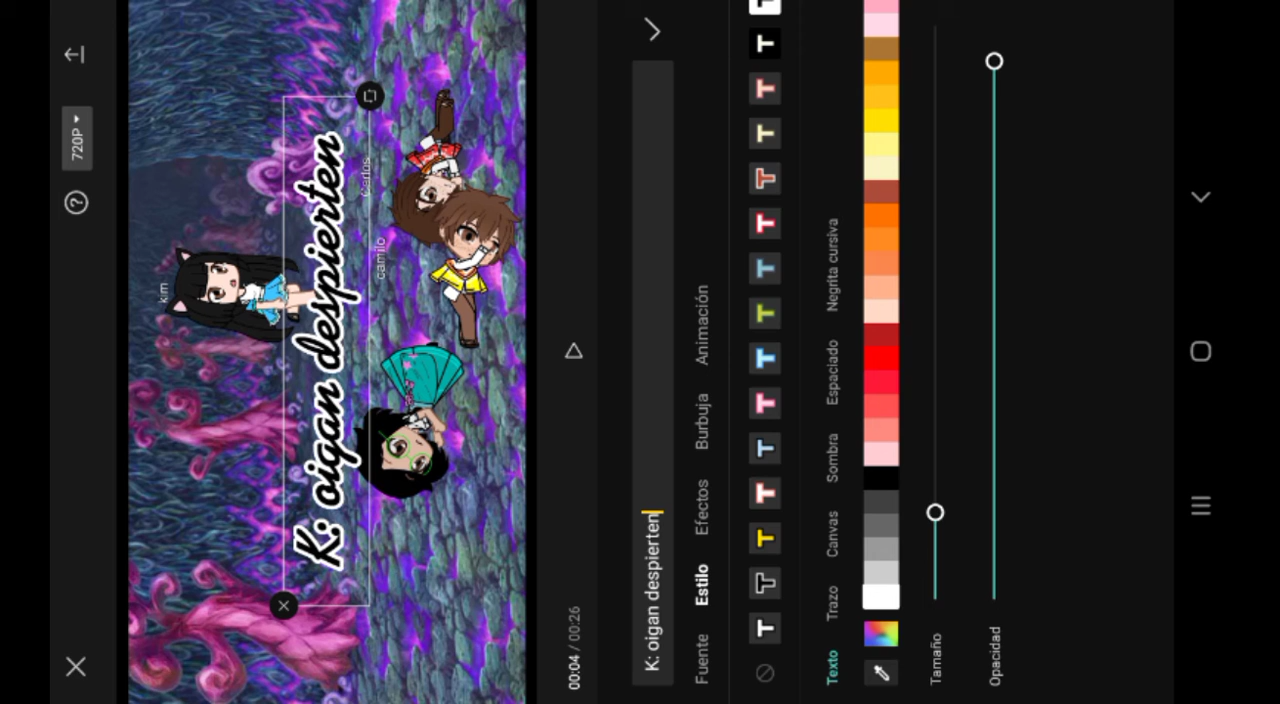 720P
kim
K: oigan despierten
camilo
00:04 / 00:26
K: oigan despierten
Fuente Estilo Efectos Burbuja Animación
T T T T T T T T T T T T T T
Texto Trazo Canvas Sombra Espaciado Negrita cursiva
Tamaño
Opacidad